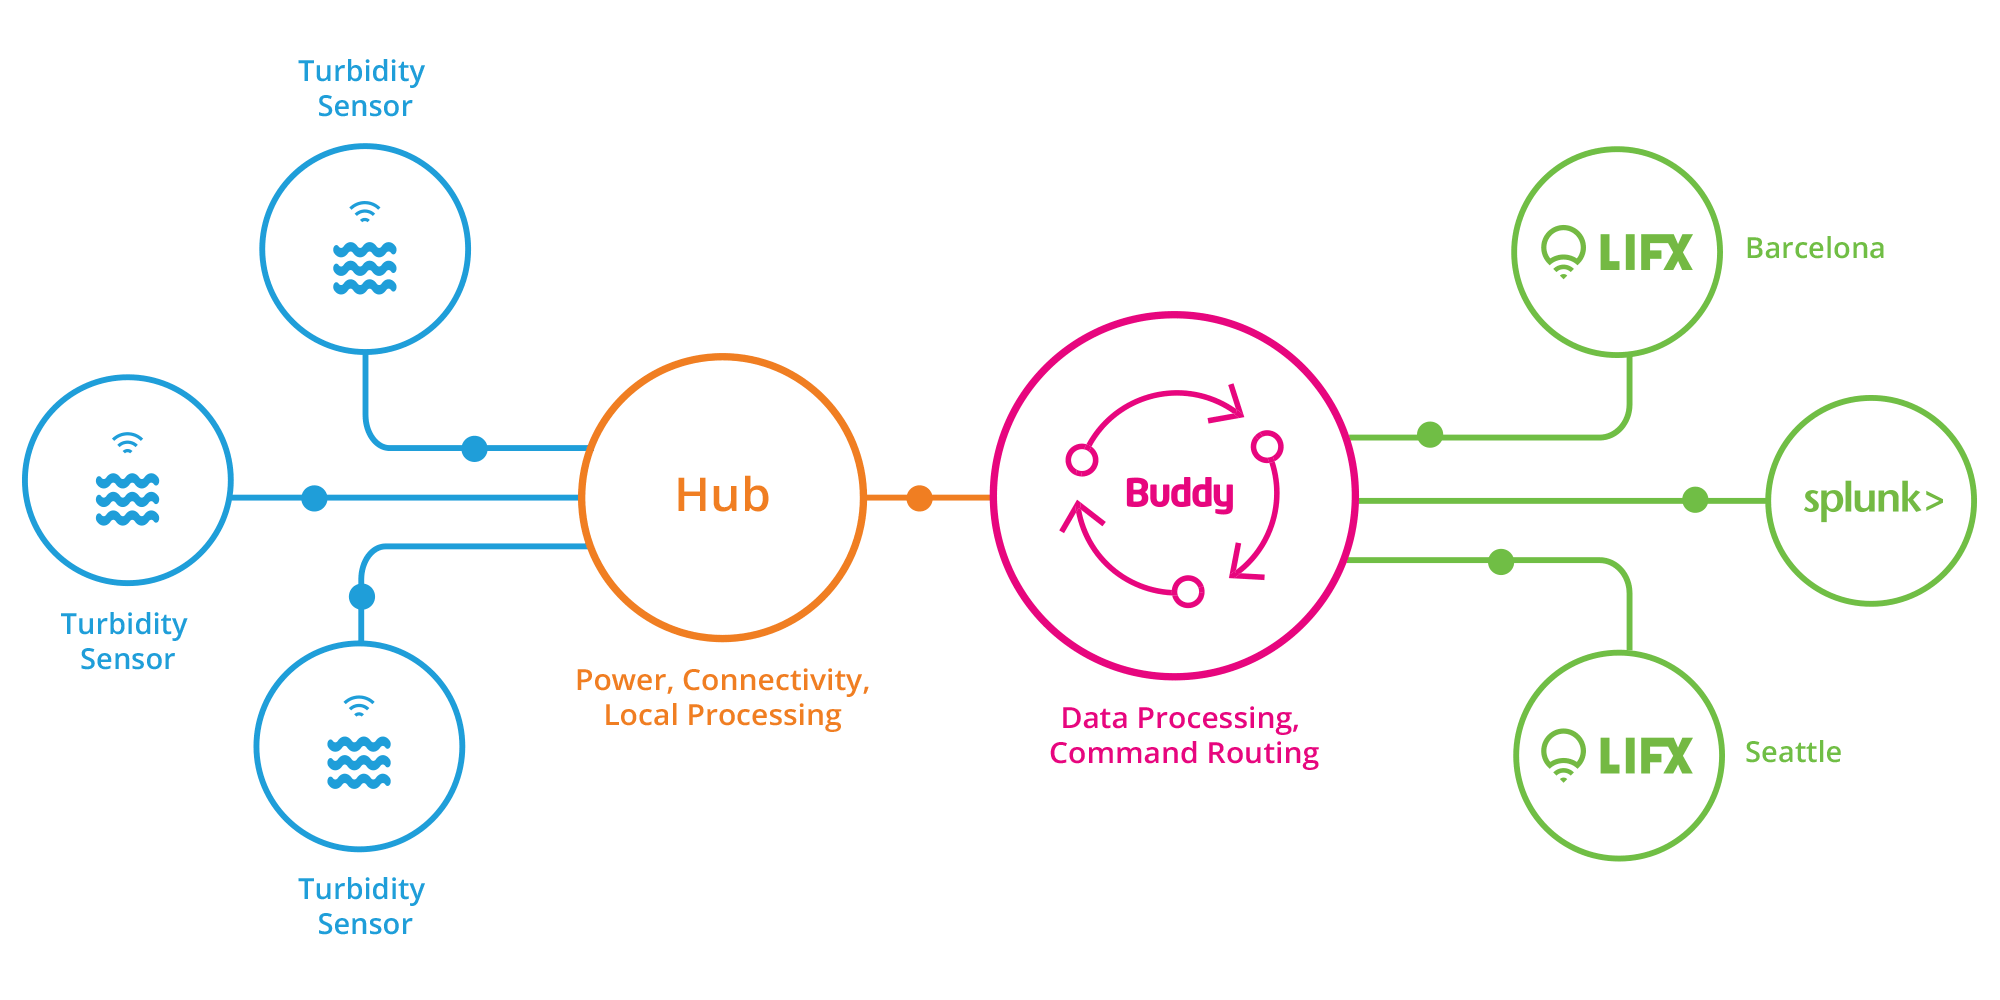 Turbidity
Sensor
Turbidity
Sensor
Turbidity
Sensor
Hub
Power, Connectivity,
Local Processing
Buddy
Data Processing,
Command Routing
LIFX
Barcelona
splunk>
LIFX
Seattle